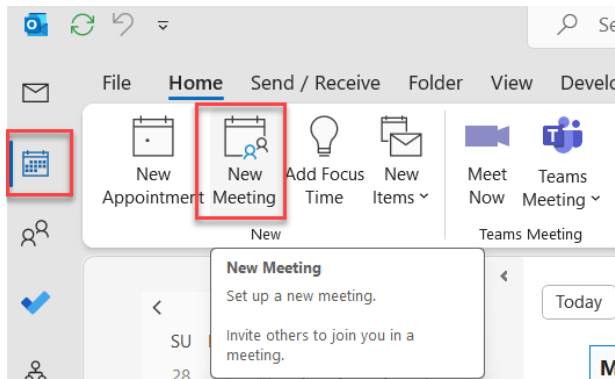 Se
File Home Send / Receive Folder View Develo
New Appointment
New Meeting
Add Focus Time
New Items
Meet Now
Teams Meeting
New
Teams Meeting
New Meeting
Set up a new meeting.
Invite others to join you in a
meeting.
Today
SU
28
M